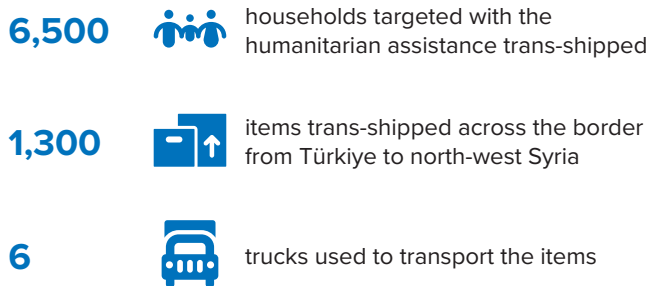 6,500
households targeted with the
humanitarian assistance trans-shipped
1,300
items trans-shipped across the border
from Türkiye to north-west Syria
6
trucks used to transport the items